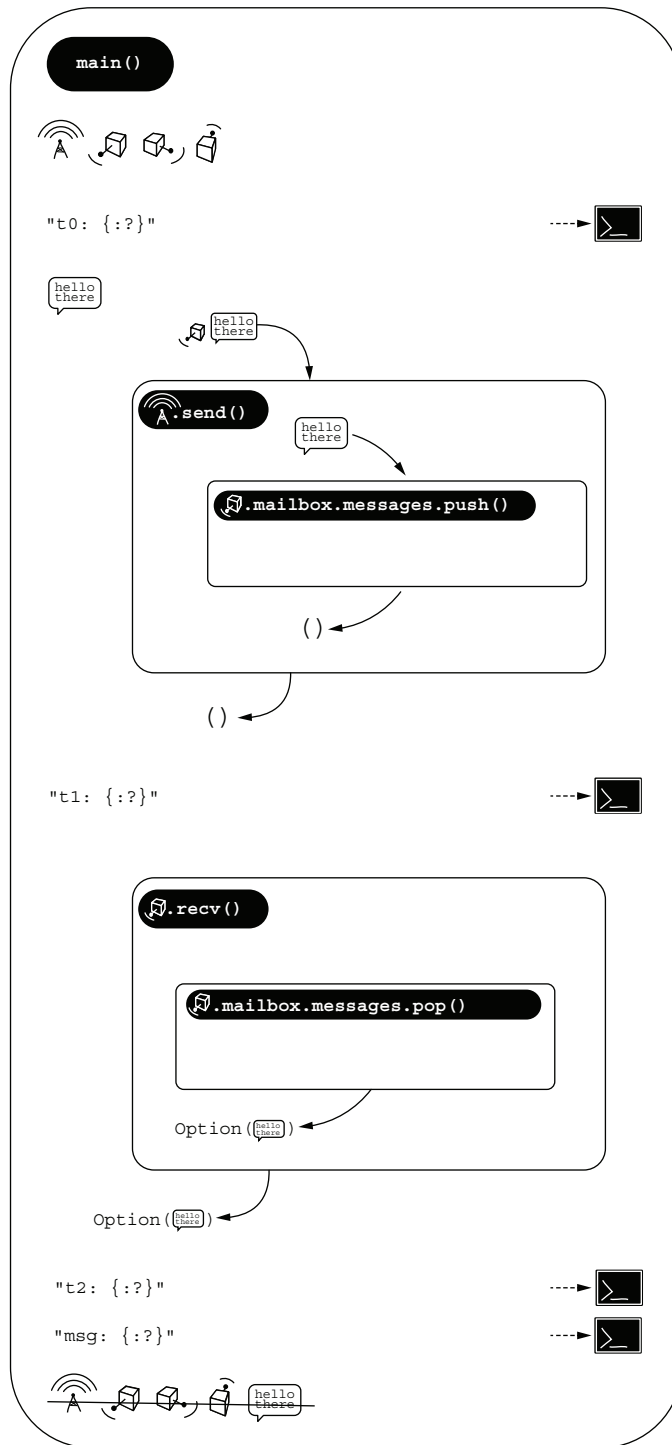 main()
"t0: {:?}"
>_
hello
there
hello
there
.send()
hello
there
.mailbox.messages.push()
()
()
"t1: {:?}"
>_
.recv()
.mailbox.messages.pop()
Option(hello
there)
Option(hello
there)
"t2: {:?}"
>_
"msg: {:?}"
>_
hello
there